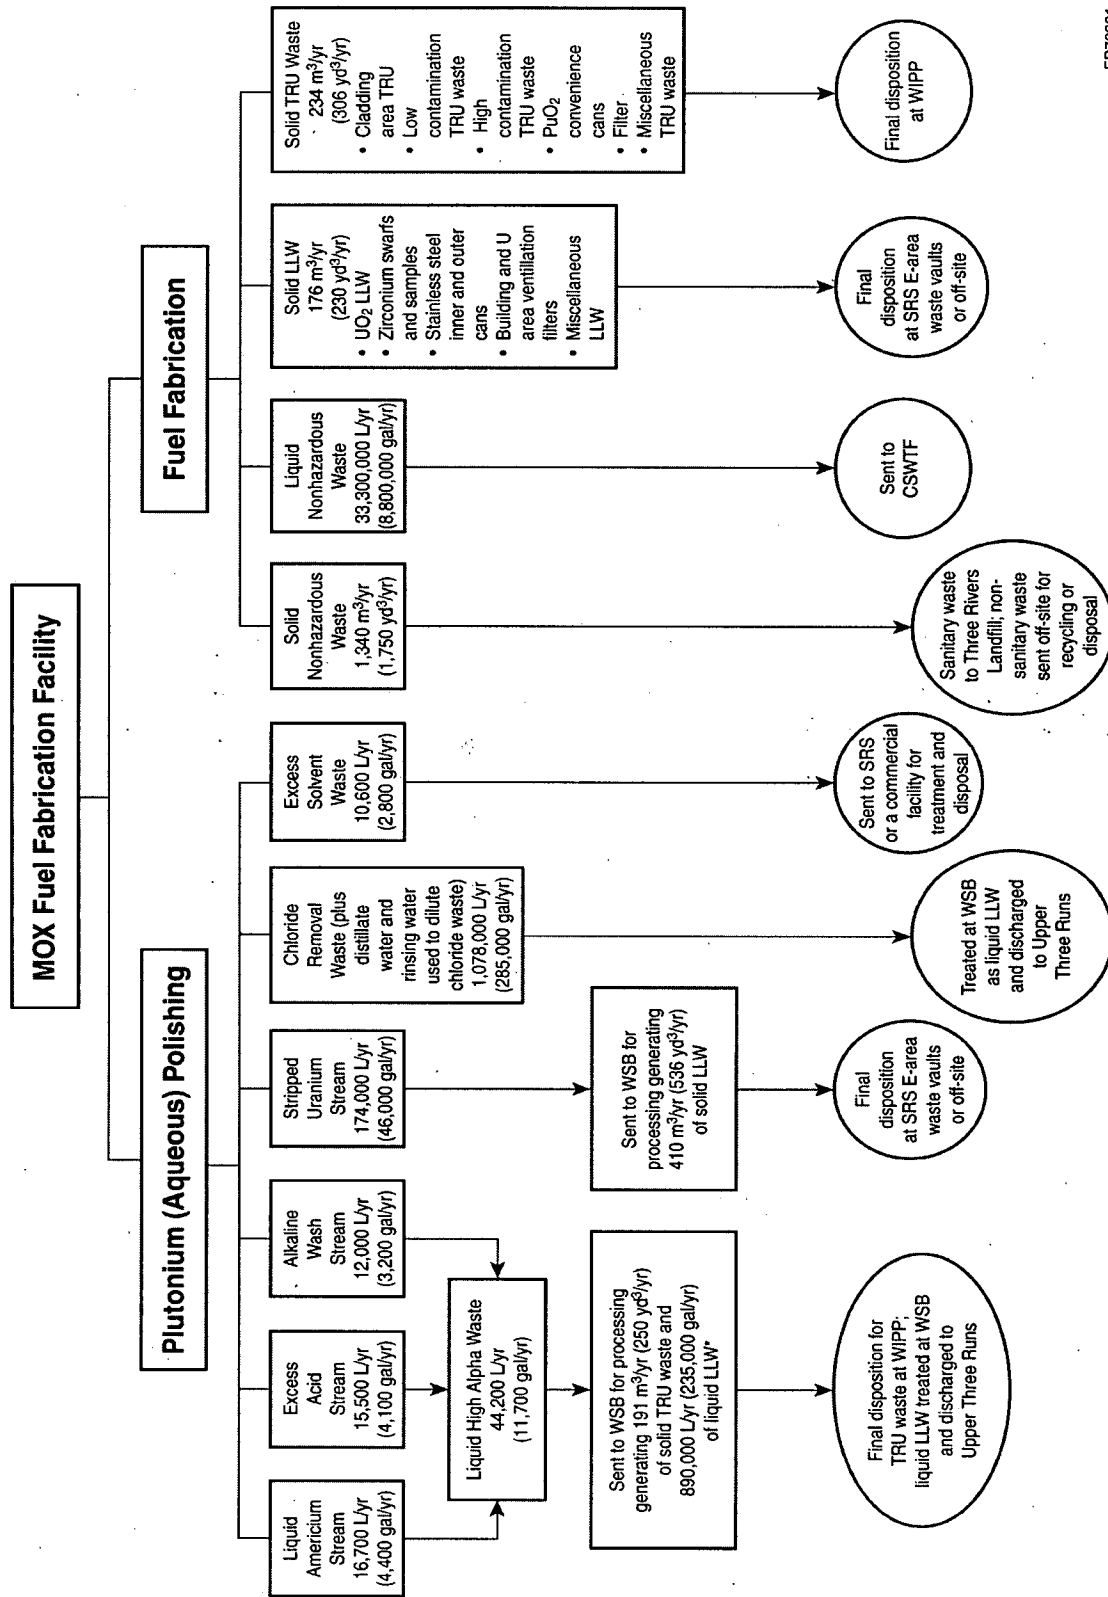 MOX Fuel Fabrication Facility
Plutonium (Aqueous) Polishing
Fuel Fabrication
Liquid
Americium
Stream
16,700 L/yr
(4,400 gal/yr)
Excess
Acid
Stream
15,500 L/yr
(4,100 gal/yr)
Alkaline
Wash
Stream
12,000 L/yr
(3,200 gal/yr)
Stripped
Uranium
Stream
174,000 L/yr
(46,000 gal/yr)
Chloride
Removal
Waste (plus
distillate
water and
rinsing water
used to dilute
chloride waste)
1,078,000 L/yr
(285,000 gal/yr)
Excess
Solvent
Waste
10,600 L/yr
(2,800 gal/yr)
Solid
Nonhazardous
Waste
1,340 m³/yr
(1,750 yd³/yr)
Liquid
Nonhazardous
Waste
33,300,000 L/yr
(8,800,000 gal/yr)
Solid LLW
176 m³/yr
(230 yd³/yr)
• UO₂ LLW
• Zirconium swarfs
and samples
• Stainless steel
inner and outer
cans
• Building and U
area ventillation
filters
• Miscellaneous
LLW
Solid TRU Waste
234 m³/yr
(306 yd³/yr)
• Cladding
area TRU
• Low
contamination
TRU waste
• High
contamination
TRU waste
• PuO₂
convenience
cans
• Filter
• Miscellaneous
TRU waste
Liquid High Alpha Waste
44,200 L/yr
(11,700 gal/yr)
Sent to WSB for processing
generating 191 m³/yr (250 yd³/yr)
of solid TRU waste and
890,000 L/yr (235,000 gal/yr)
of liquid LLW*
Sent to WSB for
processing generating
410 m³/yr (536 yd³/yr)
of solid LLW
Final disposition for
TRU waste at WIPP;
liquid LLW treated at WSB
and discharged to
Upper Three Runs
Final
disposition
at SRS E-area
waste vaults
or off-site
Treated at WSB
as liquid LLW
and discharged
to Upper
Three Runs
Sent to SRS
or a commercial
facility for
treatment and
disposal
Sanitary waste
to Three Rivers
Landfill; non-
sanitary waste
sent off-site for
recycling or
disposal
Sent to
CSWTF
Final
disposition
at SRS E-area
waste vaults
or off-site
Final disposition
at WIPP